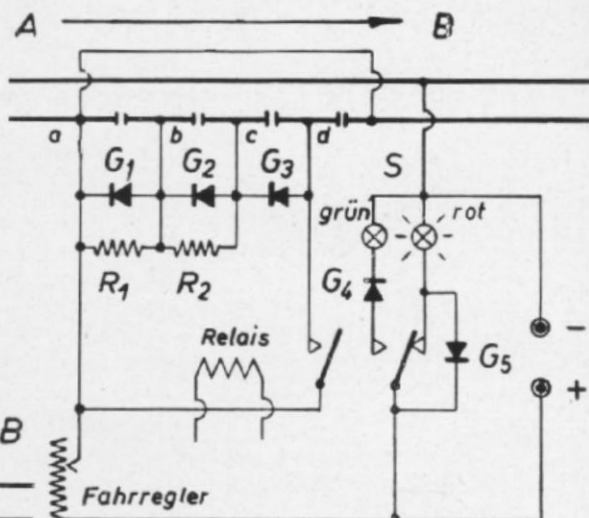 A B
a b c d
G1 G2 G3 S
grün rot
R1 R2 G4
Relais
G5
-
+
B
Fahrregler